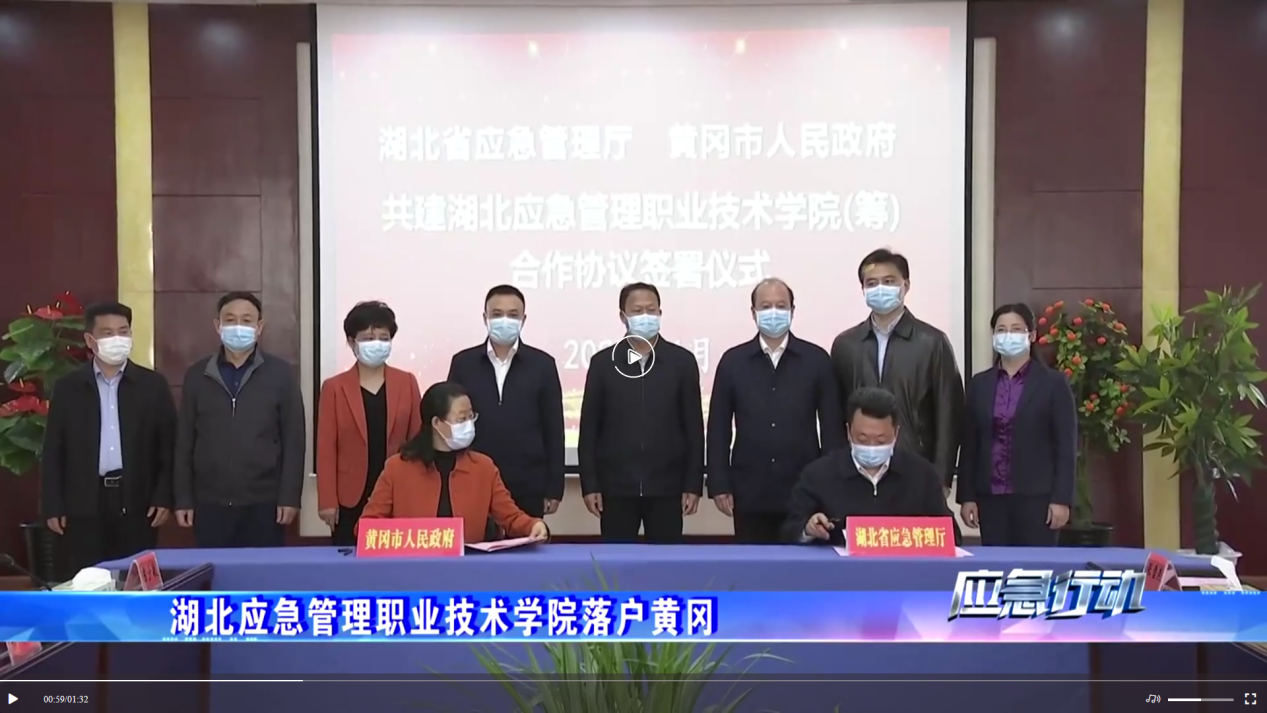 湖北省应急管理厅 黄冈市人民政府
共建湖北应急管理职业技术学院(筹)
合作协议签署仪式
黄冈市人民政府
湖北省应急管理厅
湖北应急管理职业技术学院落户黄冈
应急行动
00:59/01:32